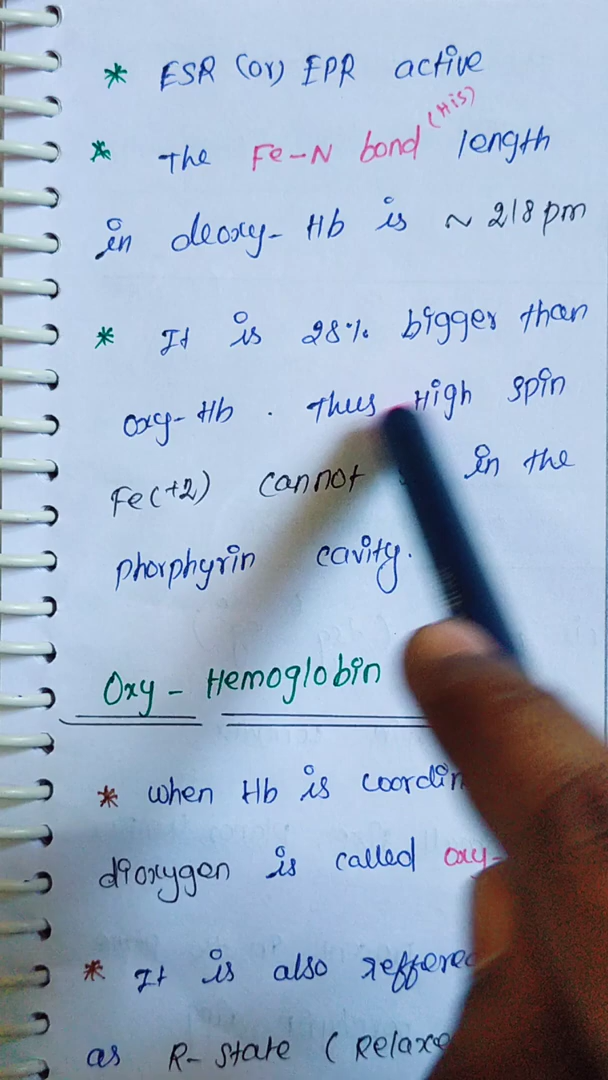 * ESR (or) EPR active
* The Fe-N bond (His) length
in deoxy-Hb is ~ 218 pm
* It is 28% bigger than
oxy-Hb. Thus High spin
Fe(+2) cannot in the
phorphyrin cavity.
Oxy-Hemoglobin
* when Hb is
dioxygen is called oxy-
* It is also
as R-state (